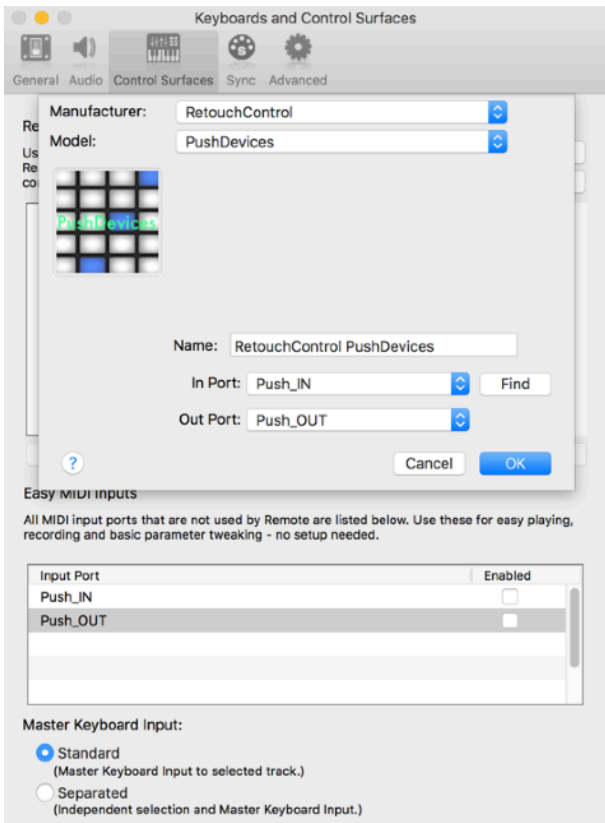 Keyboards and Control Surfaces
General Audio Control Surfaces Sync Advanced
Manufacturer: RetouchControl
Re
Model: PushDevices
Us
Re
co
PushDevices
Name: RetouchControl PushDevices
In Port: Push_IN Find
Out Port: Push_OUT
? Cancel OK
Easy MIDI Inputs
All MIDI input ports that are not used by Remote are listed below. Use these for easy playing,
recording and basic parameter tweaking - no setup needed.
Input Port Enabled
Push_IN
Push_OUT
Master Keyboard Input:
Standard
(Master Keyboard Input to selected track.)
Separated
(Independent selection and Master Keyboard Input.)